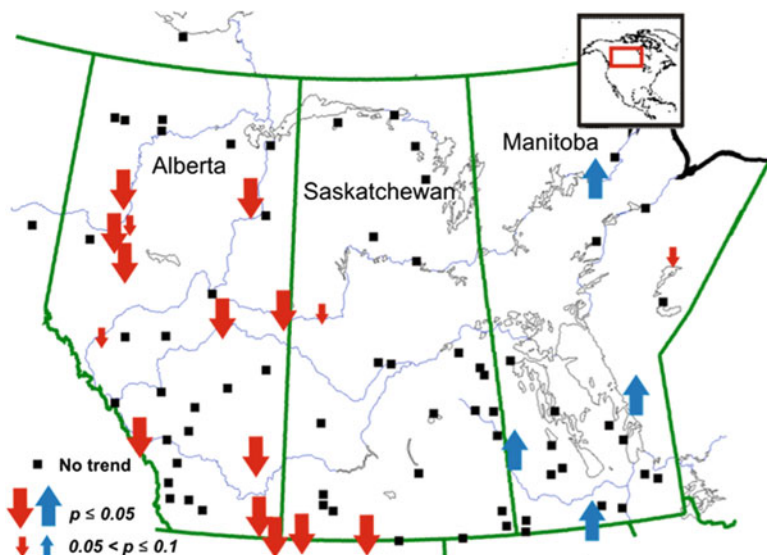 Manitoba
Alberta
Saskatchewan
No trend
p ≤ 0.05
0.05 < p ≤ 0.1